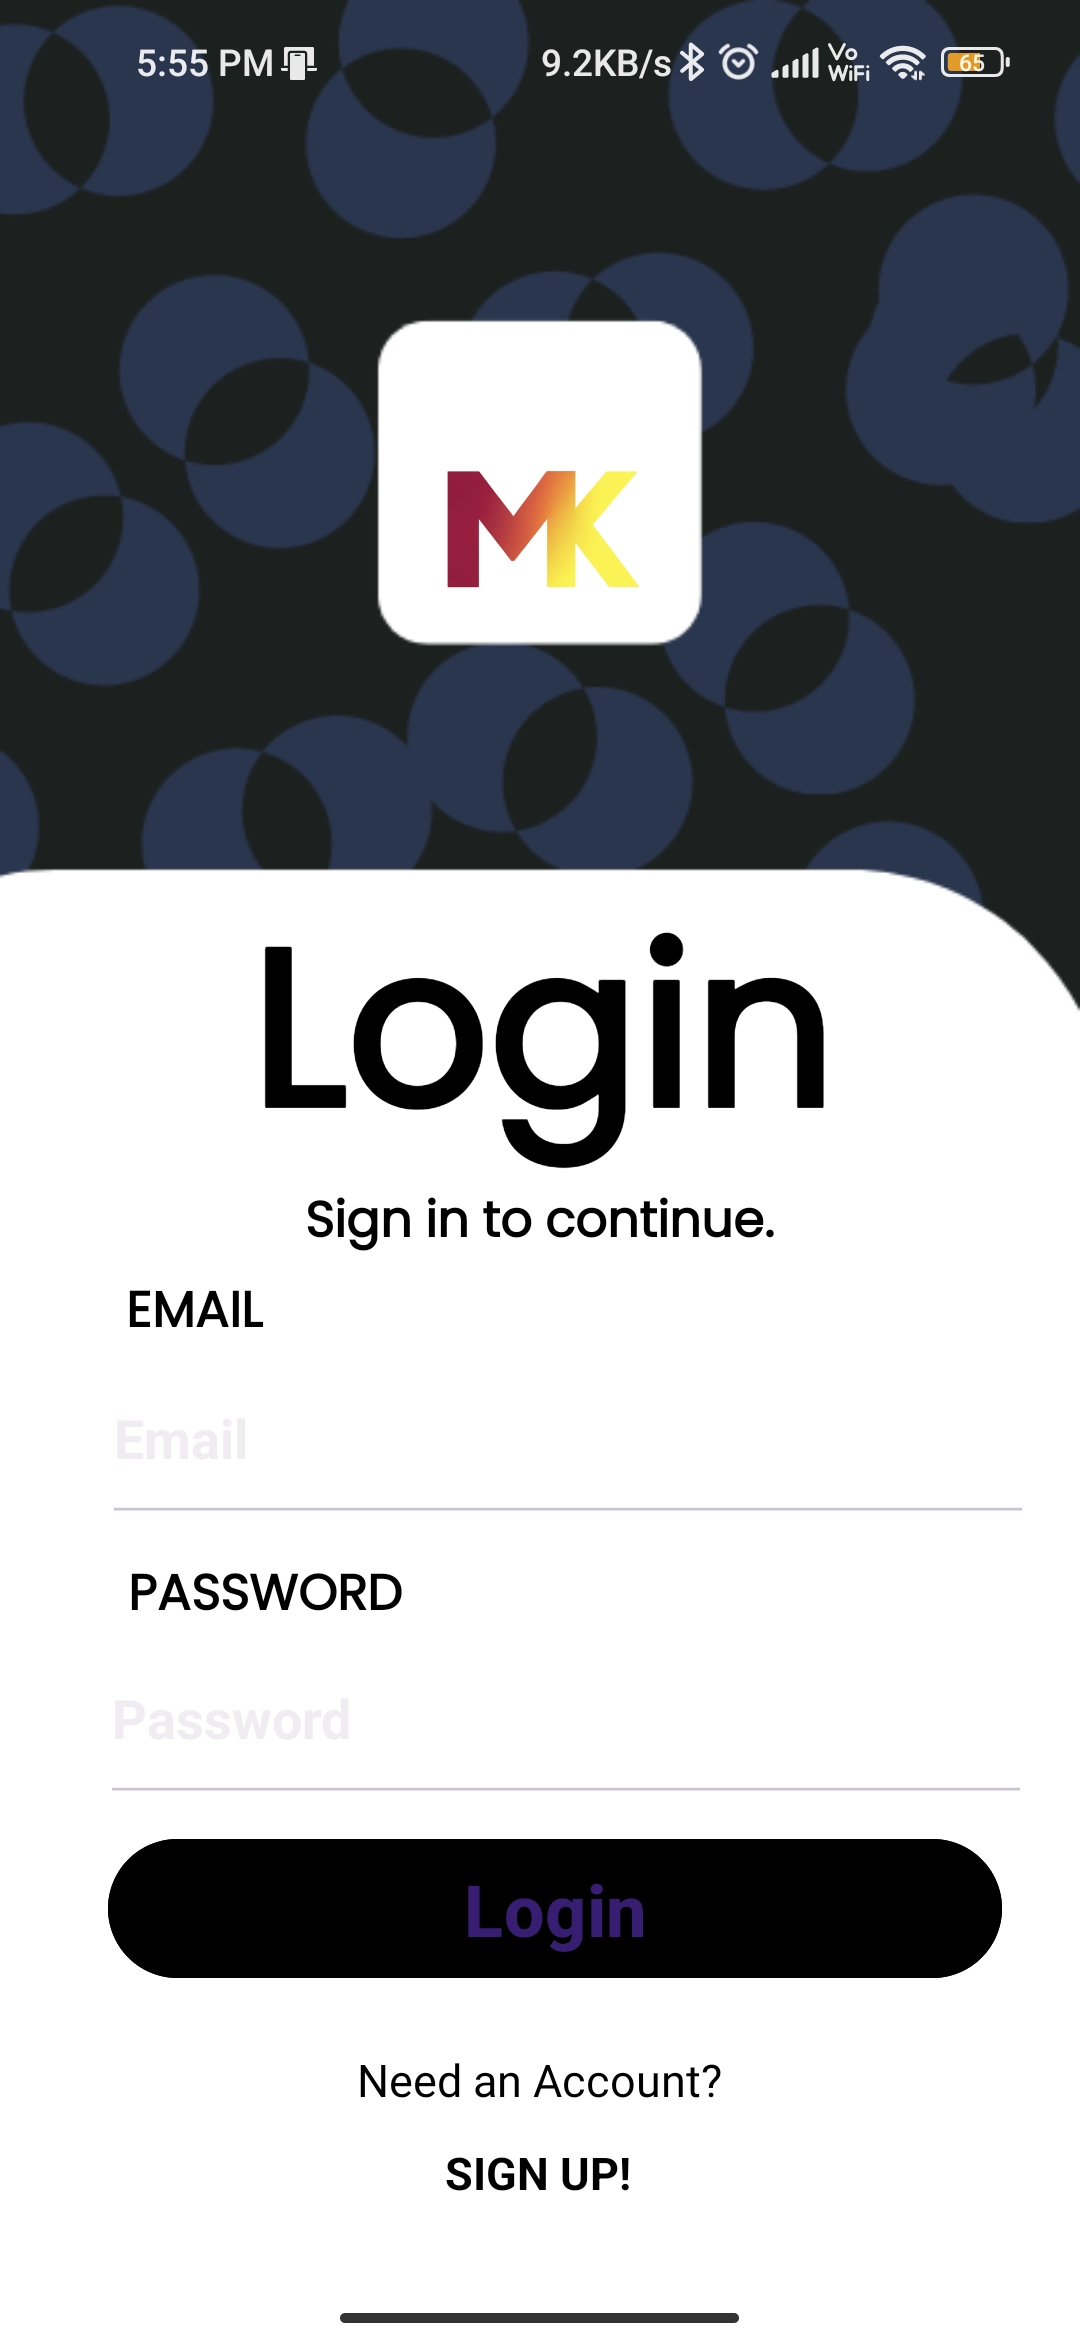 5:55 PM 9.2KB/s Vo WiFi 65
MK
Login
Sign in to continue.
EMAIL
Email
PASSWORD
Password
Login
Need an Account?
SIGN UP!